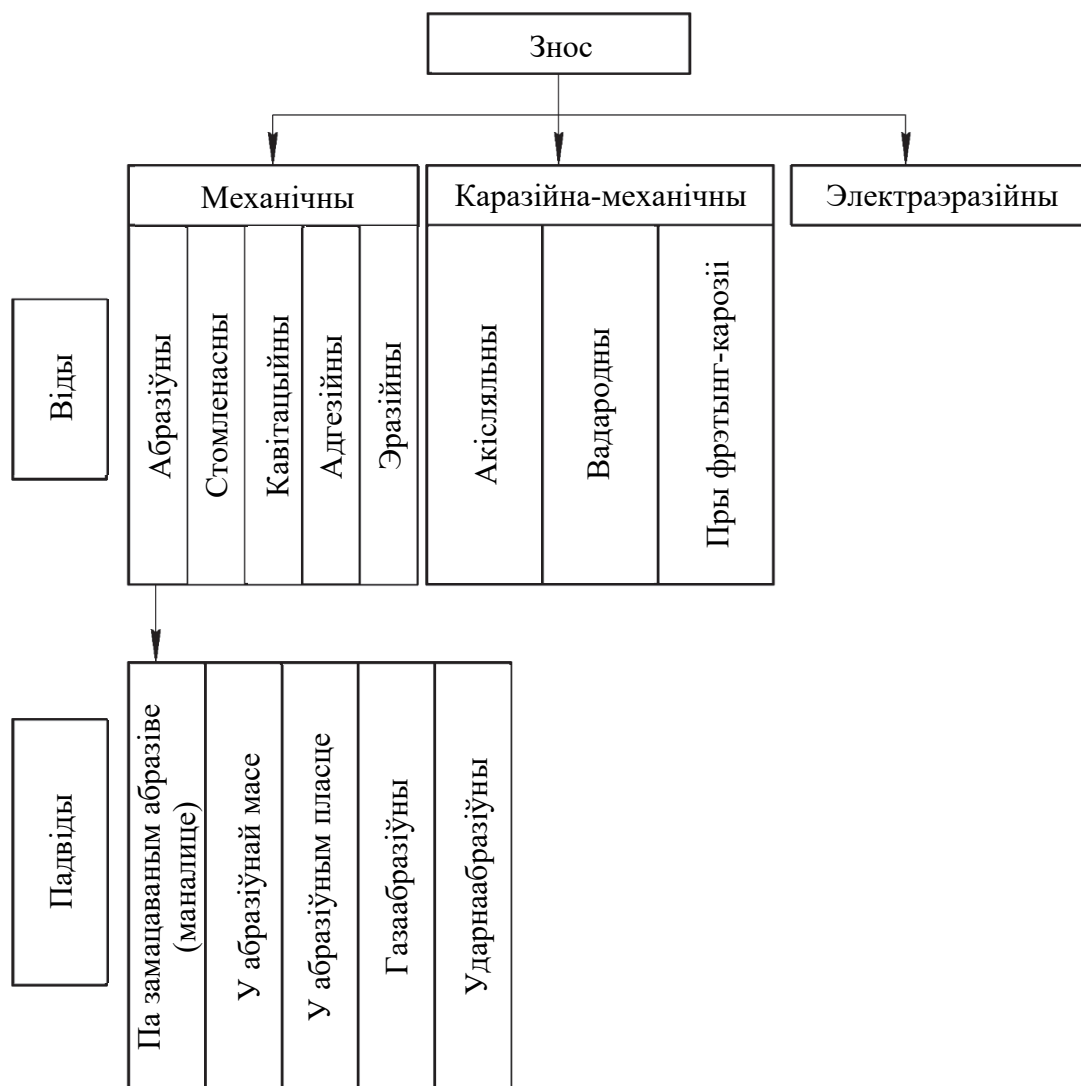 Знос
Механічны
Каразійна-механічны
Электраэразійны
Віды
Абразіўны
Стомленасны
Кавітацыйны
Адгезійны
Эразійны
Акісляльны
Вадародны
Пры фрэтынг-карозіі
Падвіды
Па замацаваным абразіве
(маналице)
У абразіўнай масе
У абразіўным пласце
Газаабразіўны
Ударнаабразіўны